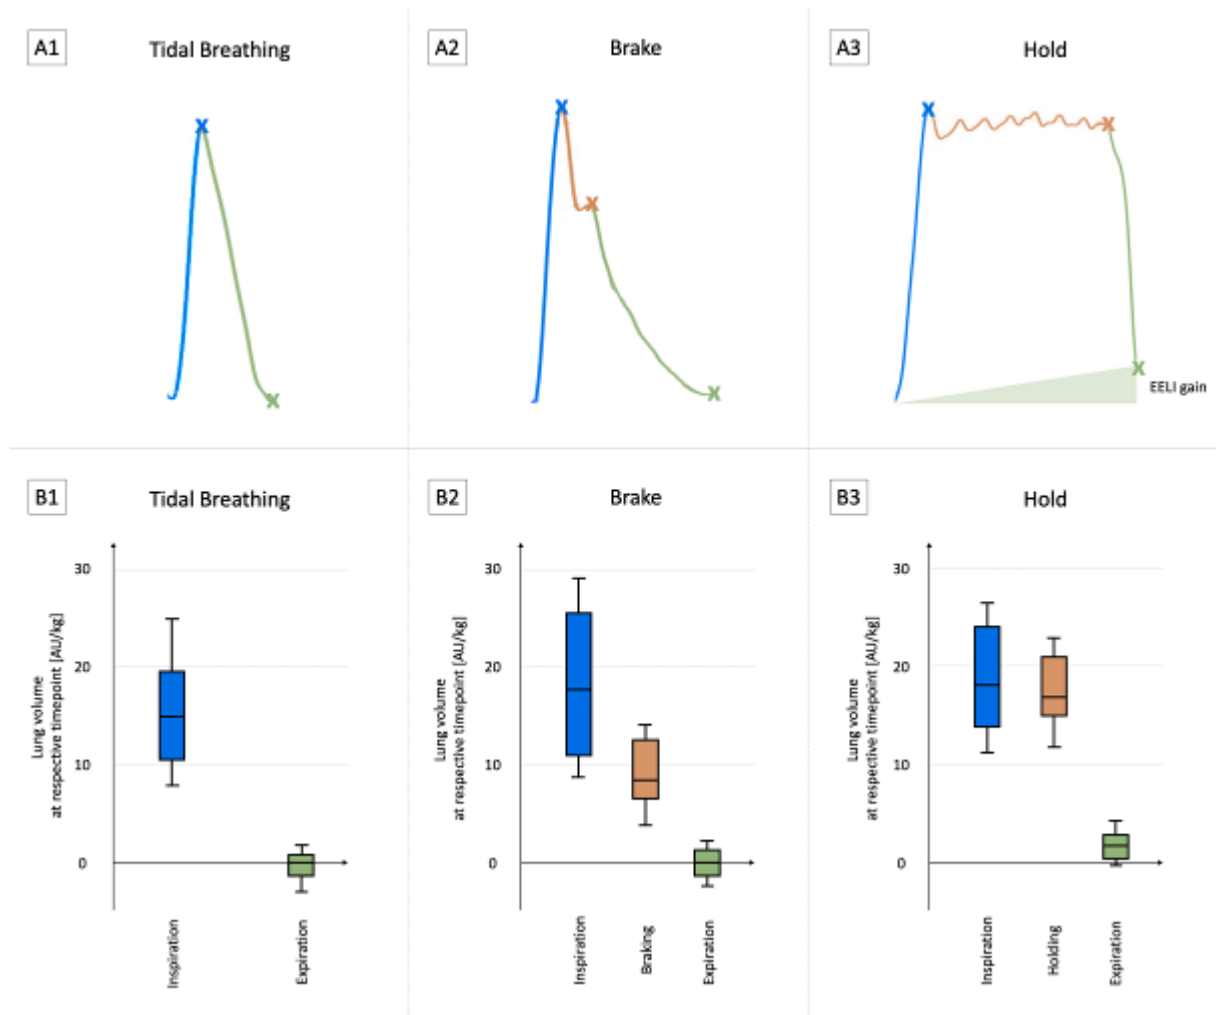 A1 Tidal Breathing
A2 Brake
A3 Hold
EELI gain
B1 Tidal Breathing
Lung volume
at respective timepoint [AU/kg]
30
20
10
0
Inspiration
Expiration
B2 Brake
Lung volume
at respective timepoint [AU/kg]
30
20
10
0
Inspiration
Braking
Expiration
B3 Hold
Lung volume
at respective timepoint [AU/kg]
30
20
10
0
Inspiration
Holding
Expiration